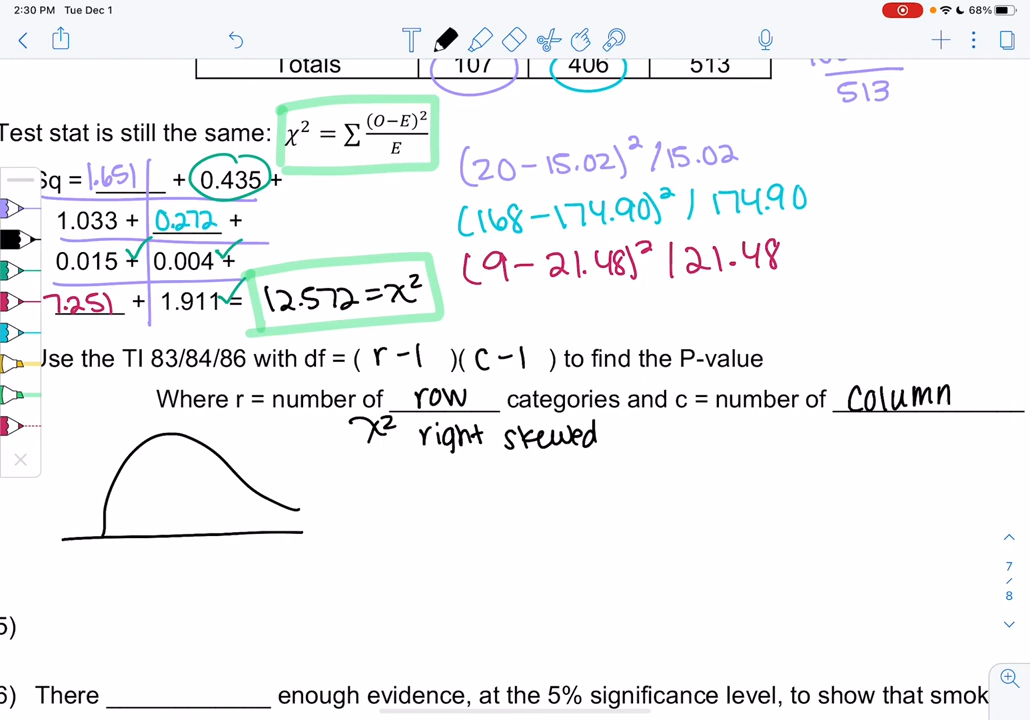 2:30 PM Tue Dec 1
68%
Totals 107 406 513
513
Test stat is still the same: χ² = Σ (O−E)² / E
(20-15.02)² / 15.02
Sq = 1.651 + 0.435 +
(168-174.90)² / 174.90
1.033 + 0.272 +
(9-21.48)² / 21.48
0.015 + 0.004 +
7.251 + 1.911 = 12.572 = χ²
Use the TI 83/84/86 with df = ( r-1 )( c-1 ) to find the P-value
Where r = number of row categories and c = number of column
χ² right skewed
7
/
8
5)
6) There ____________ enough evidence, at the 5% significance level, to show that smok